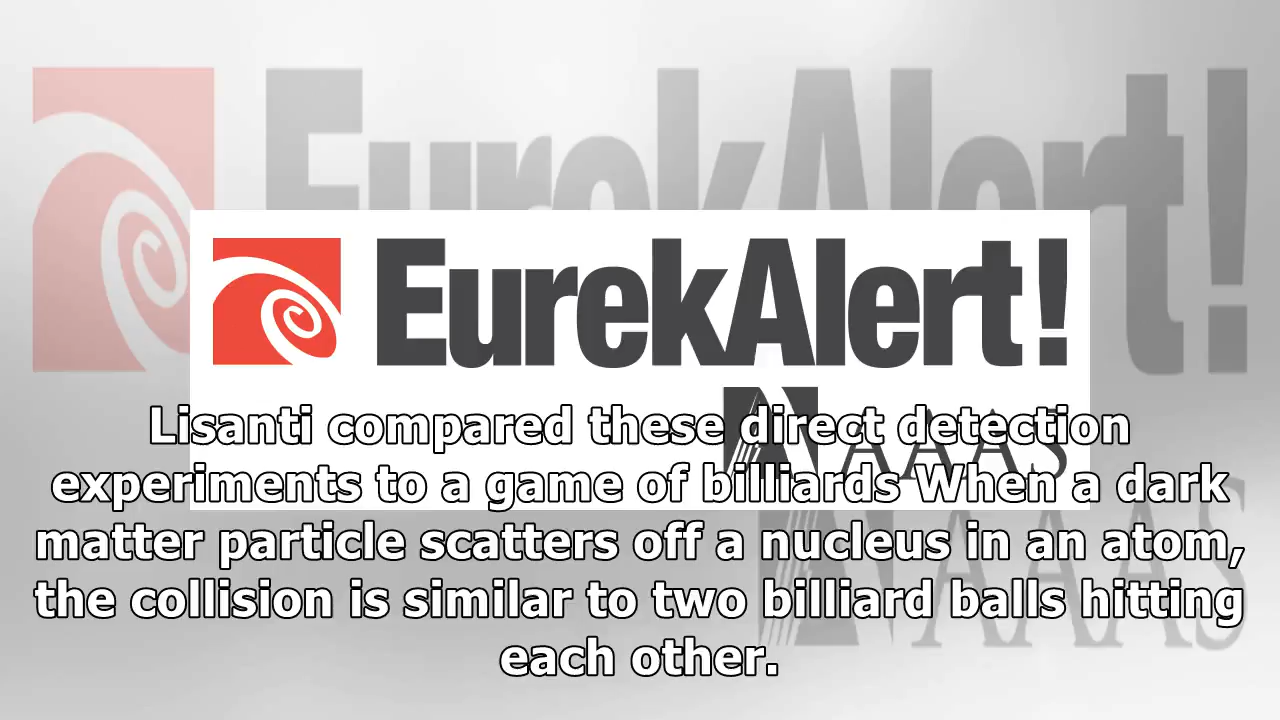 EurekAlert!
AAAS
Lisanti compared these direct detection
experiments to a game of billiards When a dark
matter particle scatters off a nucleus in an atom,
the collision is similar to two billiard balls hitting
each other.